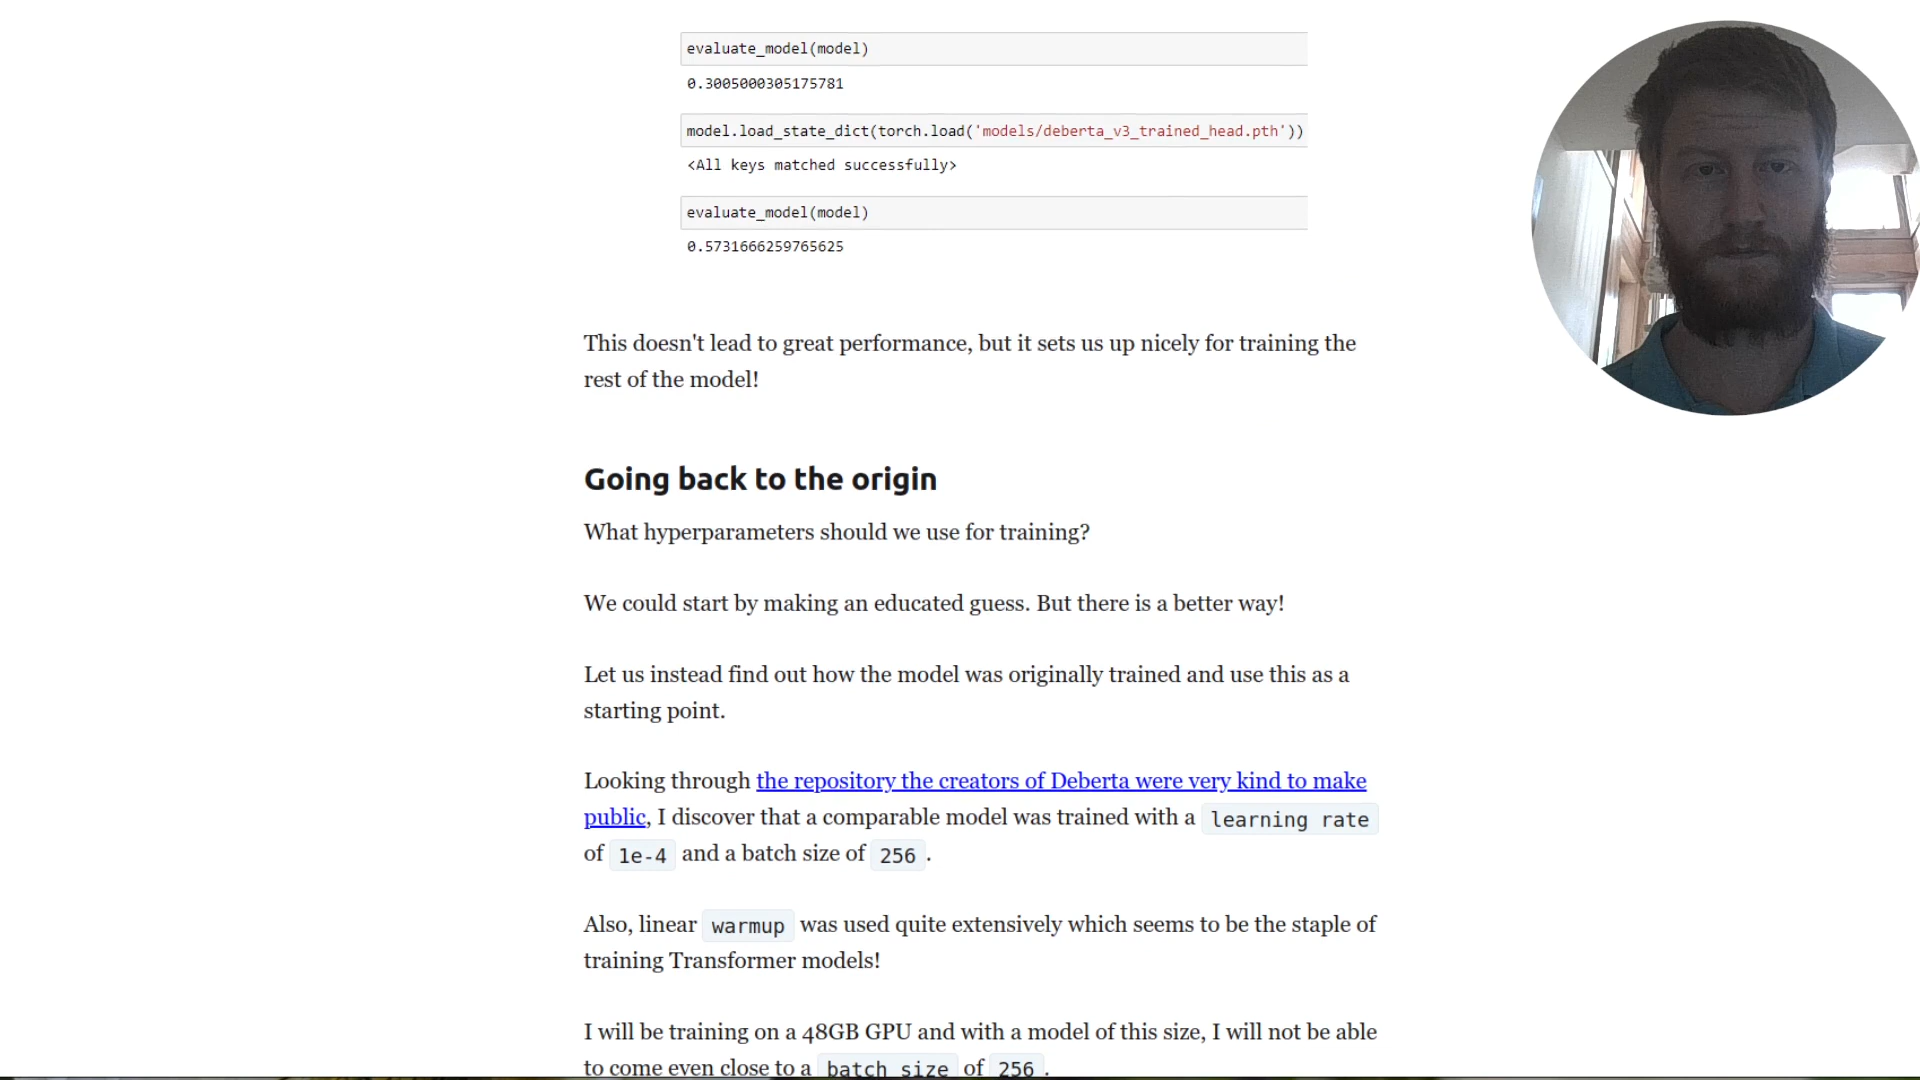 evaluate_model(model)
0.3005000305175781
model.load_state_dict(torch.load('models/deberta_v3_trained_head.pth'))
<All keys matched successfully>
evaluate_model(model)
0.5731666259765625
This doesn't lead to great performance, but it sets us up nicely for training the
rest of the model!
Going back to the origin
What hyperparameters should we use for training?
We could start by making an educated guess. But there is a better way!
Let us instead find out how the model was originally trained and use this as a
starting point.
Looking through the repository the creators of Deberta were very kind to make
public, I discover that a comparable model was trained with a learning rate
of 1e-4 and a batch size of 256.
Also, linear warmup was used quite extensively which seems to be the staple of
training Transformer models!
I will be training on a 48GB GPU and with a model of this size, I will not be able
to come even close to a batch size of 256.